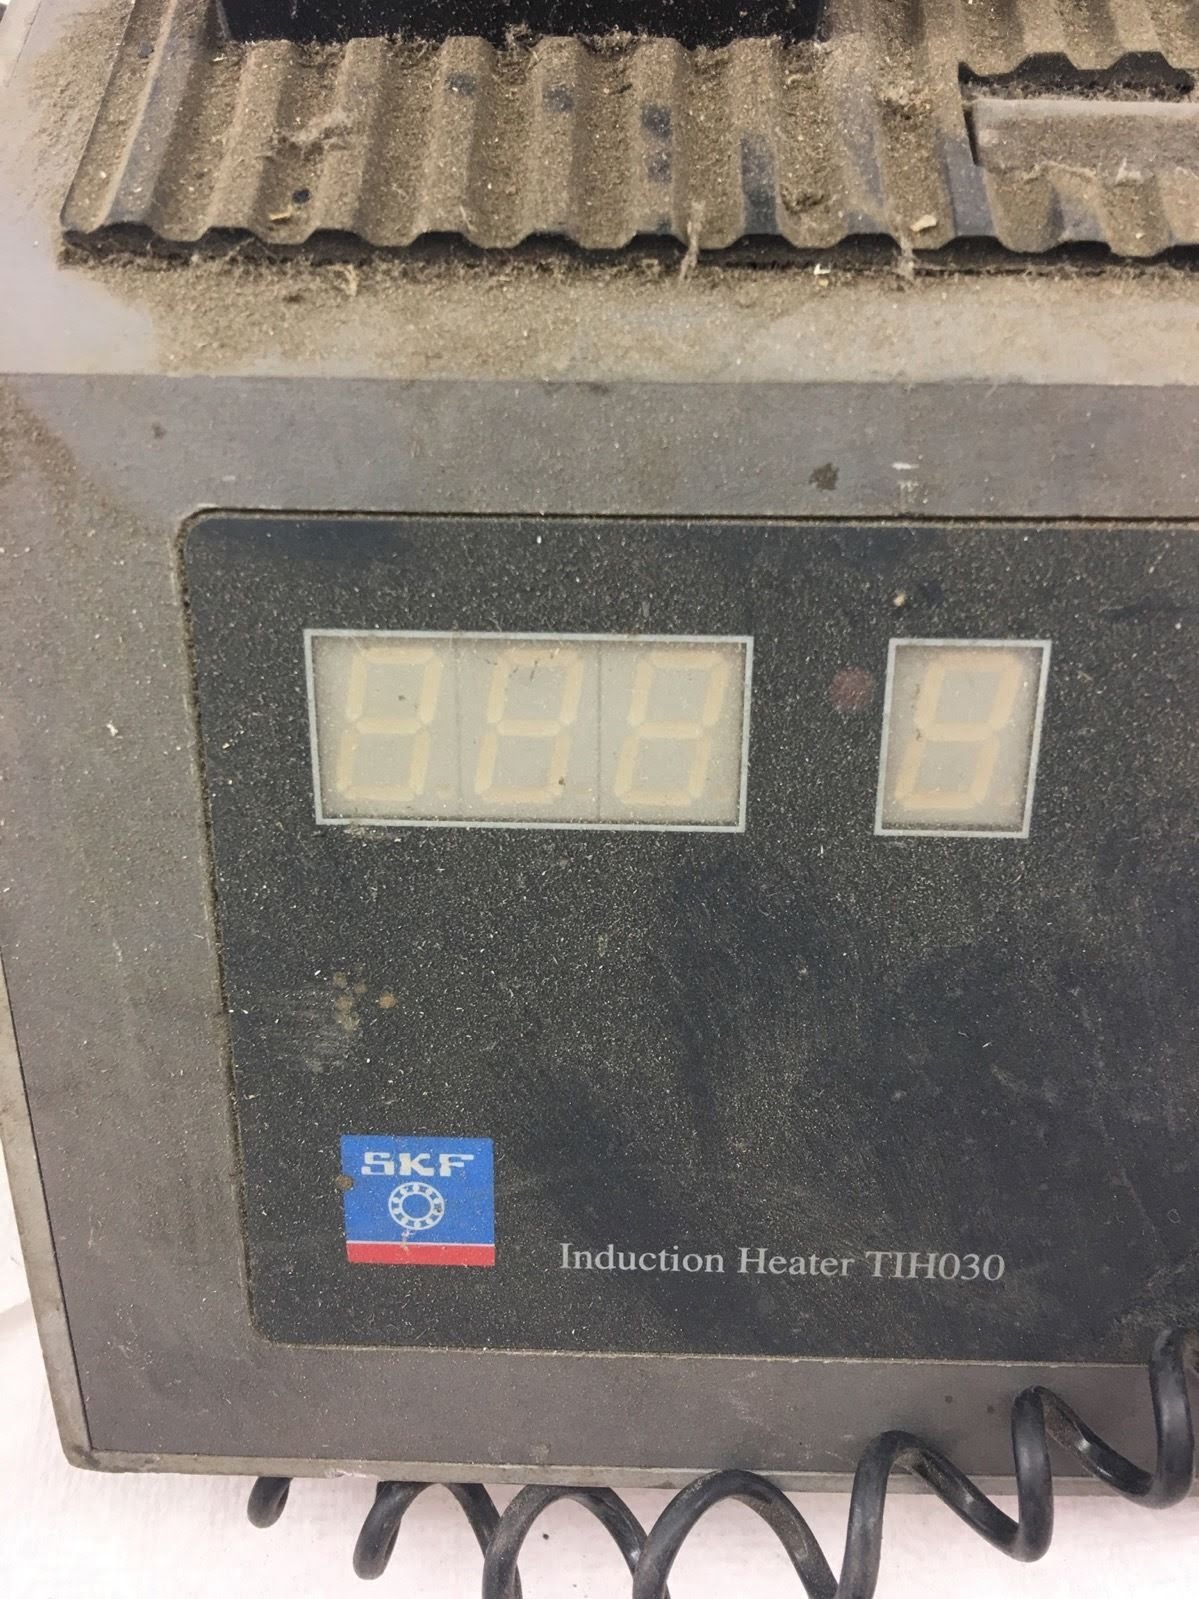 SKF
Induction Heater TIH030